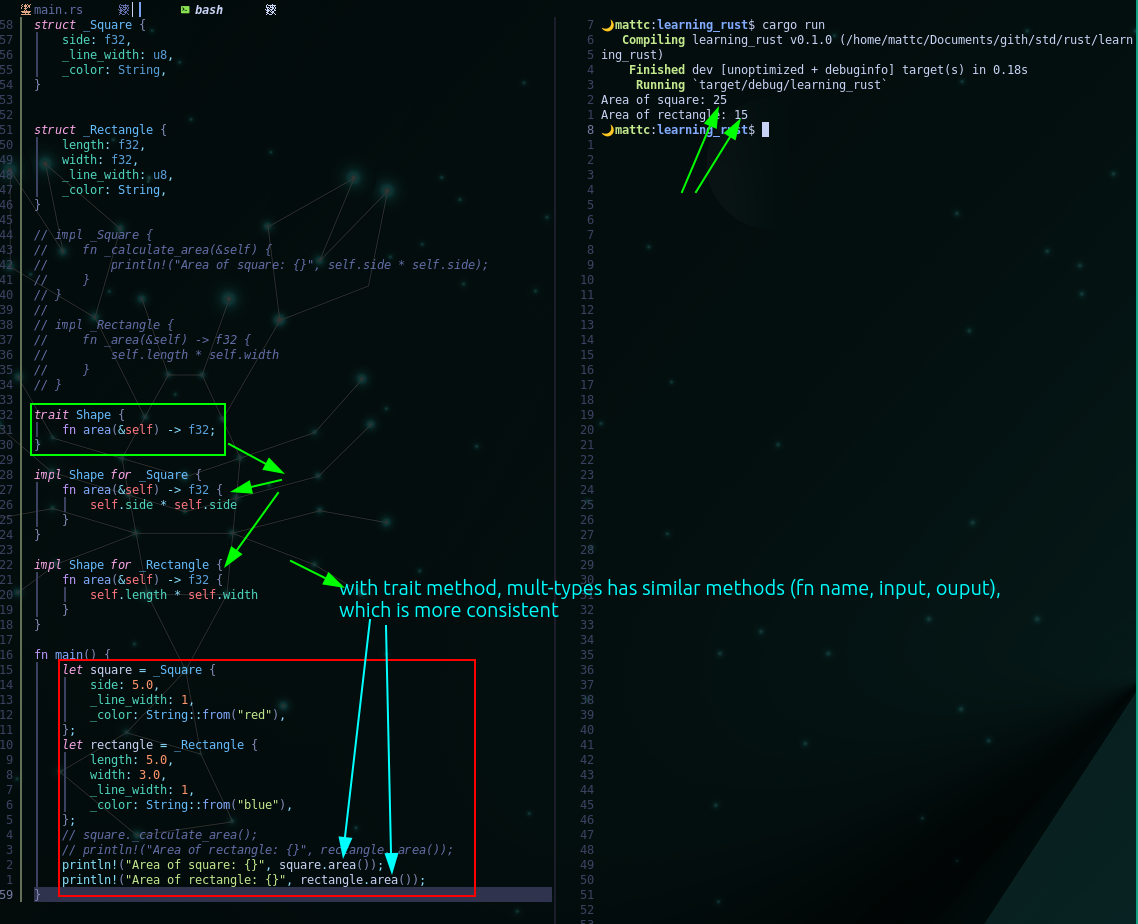 main.rs
bash
58 struct _Square {
57 side: f32,
56 _line_width: u8,
55 _color: String,
54 }
53
52
51 struct _Rectangle {
50 length: f32,
49 width: f32,
48 _line_width: u8,
47 _color: String,
46 }
45
44 // impl _Square {
43 // fn _calculate_area(&self) {
42 // println!("Area of square: {}", self.side * self.side);
41 // }
40 // }
39 //
38 // impl _Rectangle {
37 // fn _area(&self) -> f32 {
36 // self.length * self.width
35 // }
34 // }
33
32 trait Shape {
31 fn area(&self) -> f32;
30 }
29
28 impl Shape for _Square {
27 fn area(&self) -> f32 {
26 self.side * self.side
25 }
24 }
23
22 impl Shape for _Rectangle {
21 fn area(&self) -> f32 {
20 self.length * self.width
19 }
18 }
17
16 fn main() {
15 let square = _Square {
14 side: 5.0,
13 _line_width: 1,
12 _color: String::from("red"),
11 };
10 let rectangle = _Rectangle {
9 length: 5.0,
8 width: 3.0,
7 _line_width: 1,
6 _color: String::from("blue"),
5 };
4 // square._calculate_area();
3 // println!("Area of rectangle: {}", rectangle._area());
2 println!("Area of square: {}", square.area());
1 println!("Area of rectangle: {}", rectangle.area());
59 }
with trait method, mult-types has similar methods (fn name, input, ouput),
which is more consistent
7 🌙mattc:learning_rust$ cargo run
6 Compiling learning_rust v0.1.0 (/home/mattc/Documents/gith/std/rust/learn
5 ing_rust)
4 Finished dev [unoptimized + debuginfo] target(s) in 0.18s
3 Running `target/debug/learning_rust`
2 Area of square: 25
1 Area of rectangle: 15
8 🌙mattc:learning_rust$
1
2
3
4
5
6
7
8
9
10
11
12
13
14
15
16
17
18
19
20
21
22
23
24
25
26
27
28
29
30
31
32
33
34
35
36
37
38
39
40
41
42
43
44
45
46
47
48
49
50
51
52
53